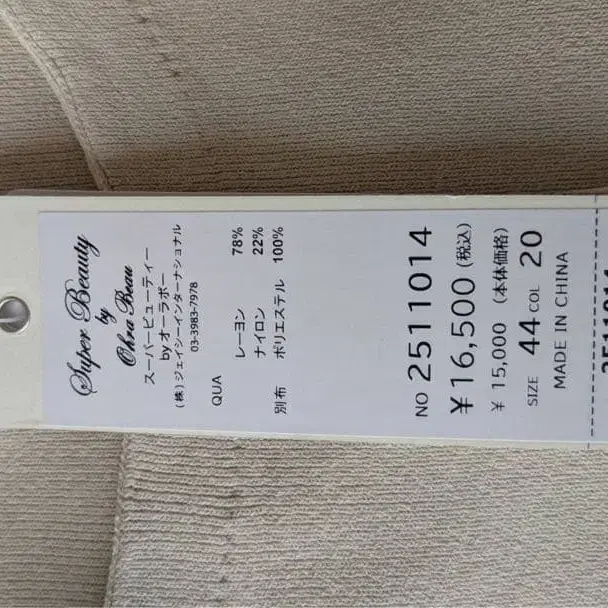 Super Beauty
by
Ohra Beau
スーパービューティー
byオーラボー
(株)ジェイシーインターナショナル
03-3983-7978
QUA
レーヨン 78%
ナイロン 22%
別布 ポリエステル 100%
NO 2511014
¥16,500(税込)
¥ 15,000 (本体価格)
SIZE 44 COL 20
MADE IN CHINA